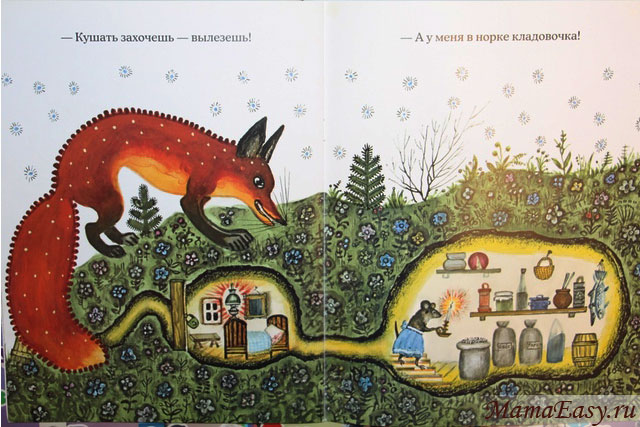 — Кушать захочешь — вылезешь!
— А у меня в норке кладовочка!
MamaEasy.ru